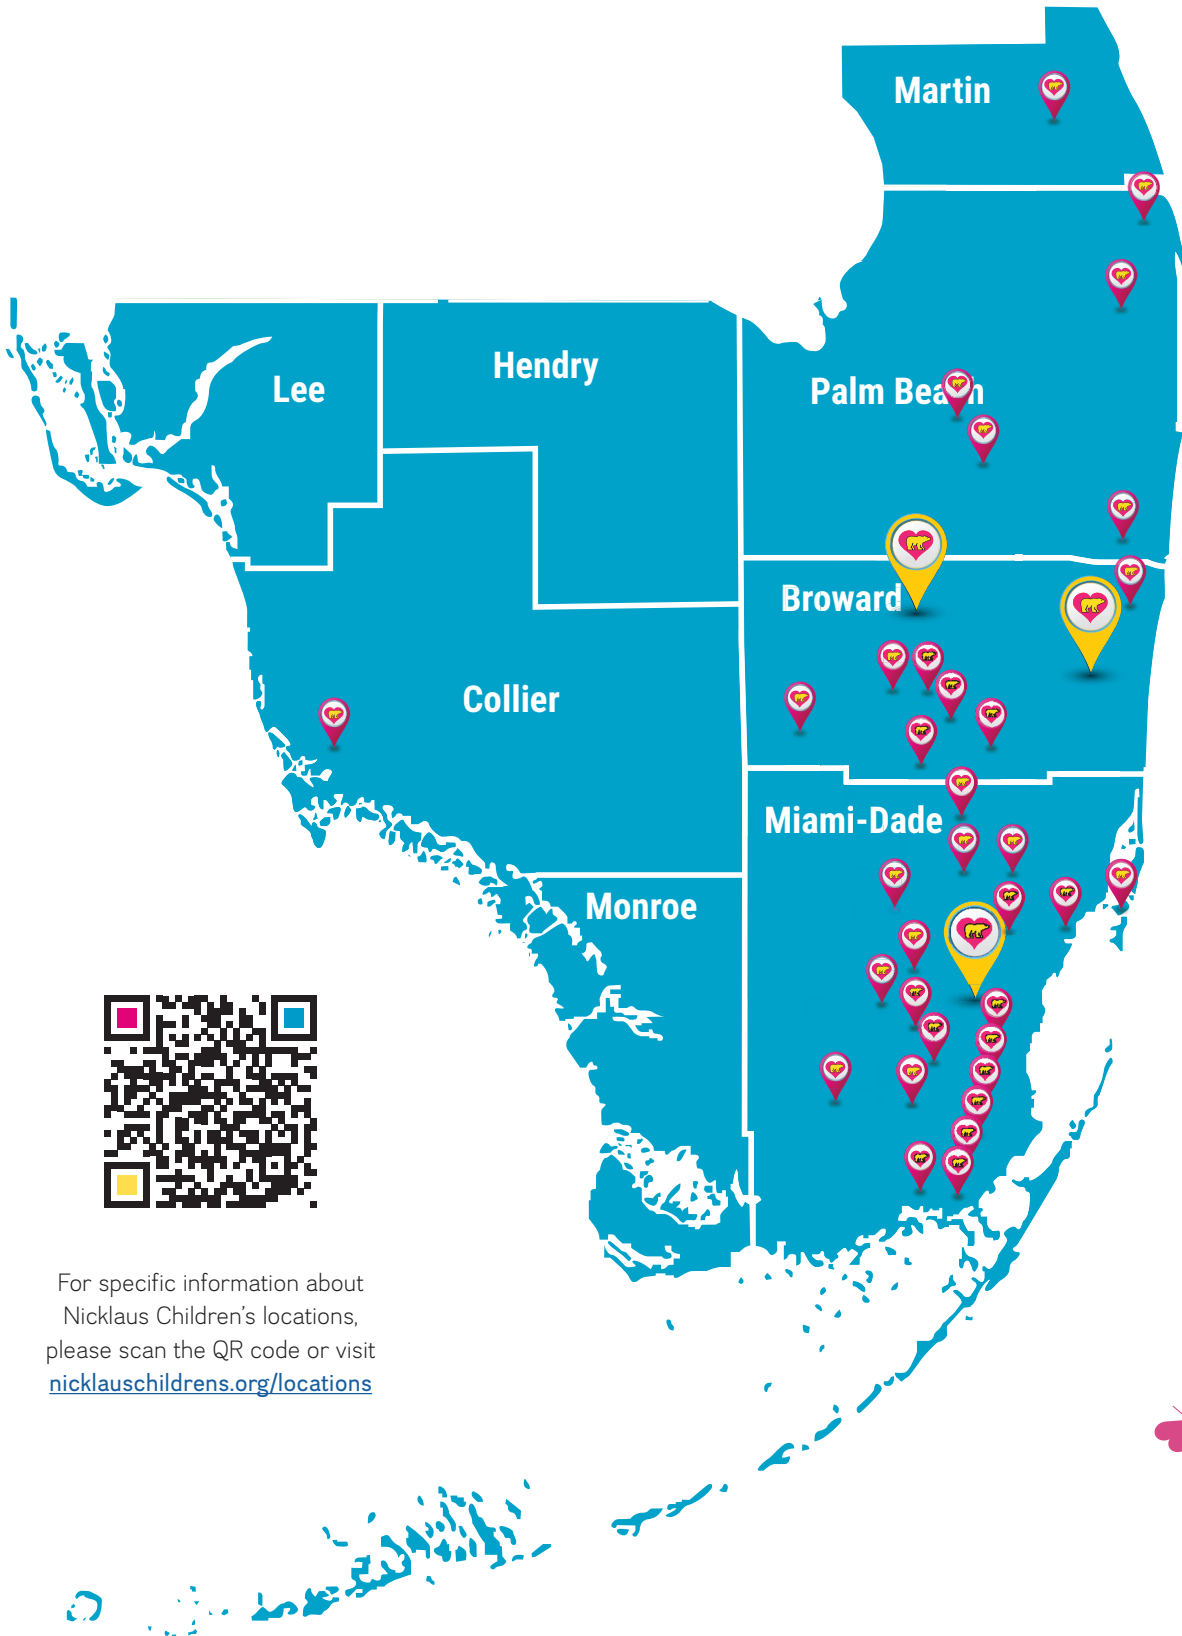 Martin
Lee
Hendry
Palm Bea h
Broward
Collier
Miami-Dade
Monroe
For specific information about
Nicklaus Children's locations,
please scan the QR code or visit
nicklauschildrens.org/locations